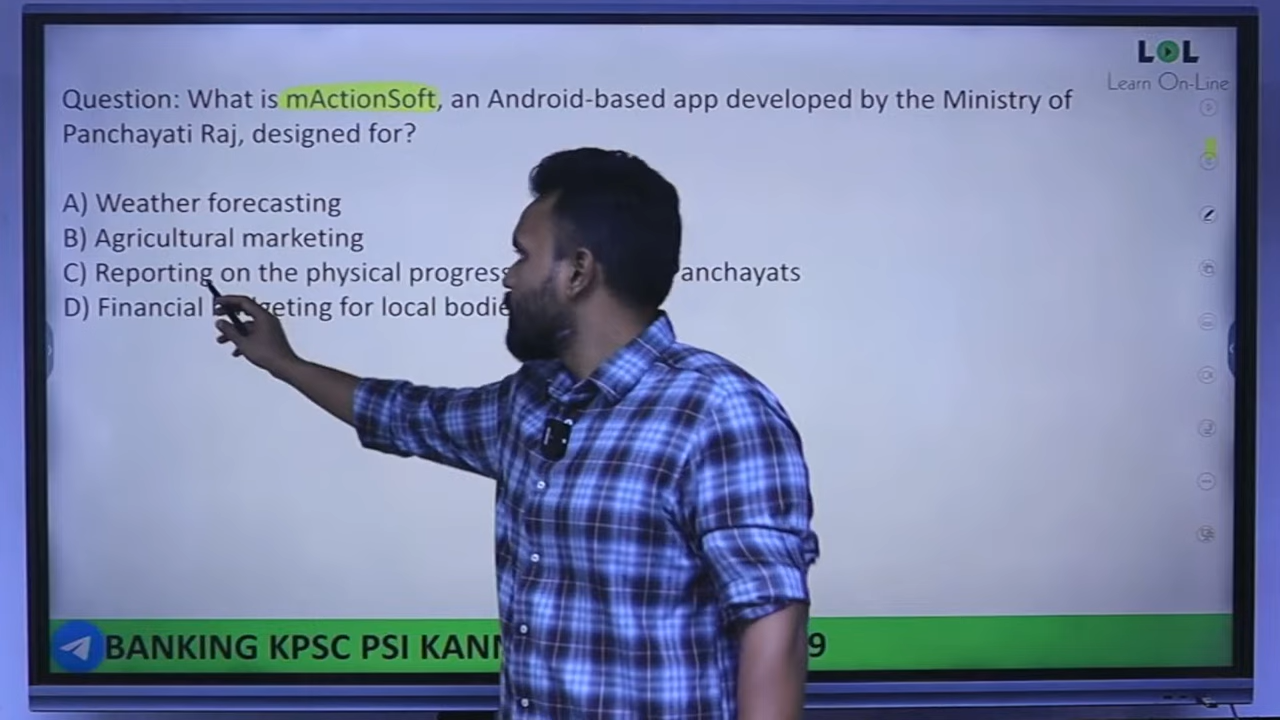 LOL
Learn On-Line
Question: What is mActionSoft, an Android-based app developed by the Ministry of
Panchayati Raj, designed for?
A) Weather forecasting
B) Agricultural marketing
C) Reporting on the physical progress anchayats
D) Financial budgeting for local bodie
BANKING KPSC PSI KANN 9